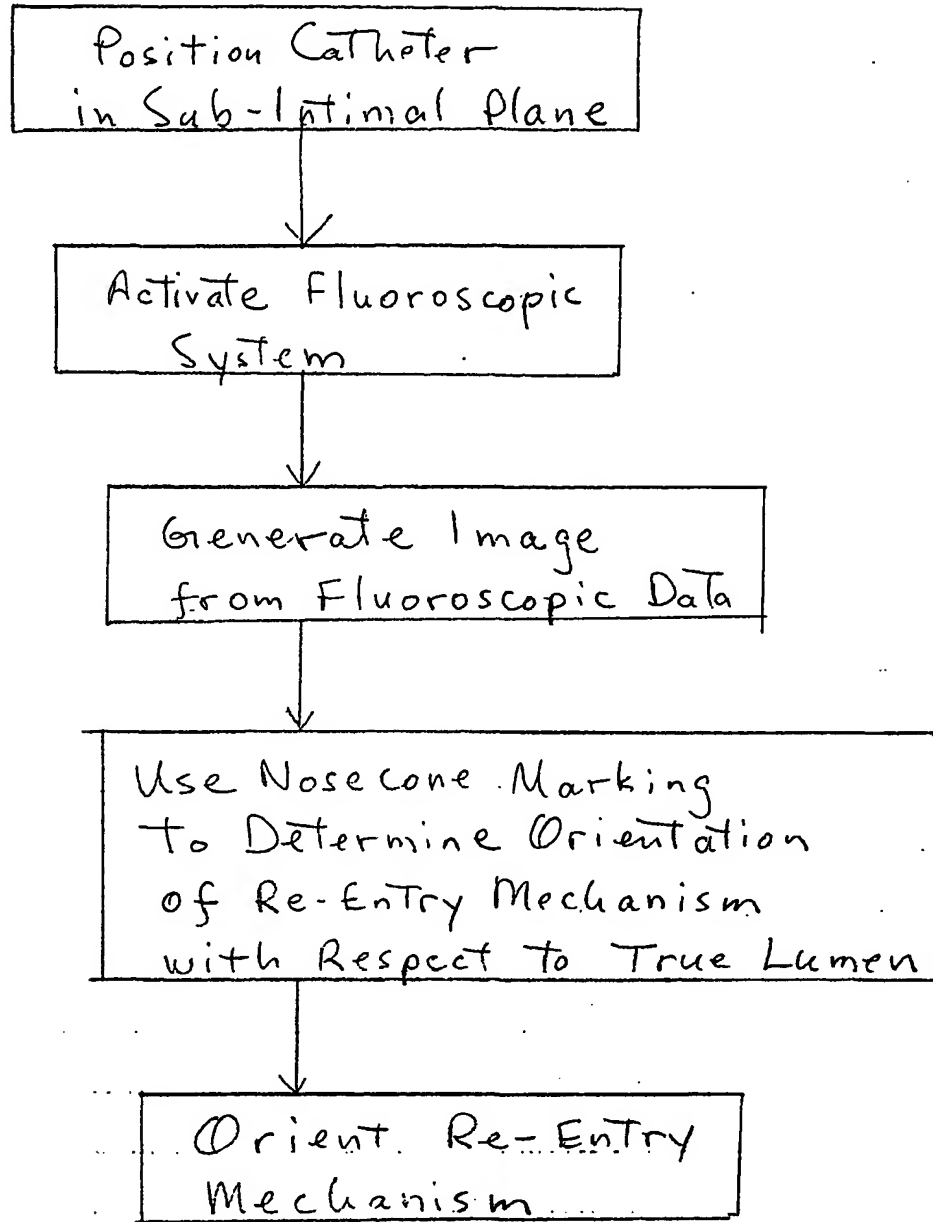 Position Catheter
in Sub-Intimal Plane
Activate Fluoroscopic
System
Generate Image
from Fluoroscopic Data
Use Nosecone Marking
to Determine Orientation
of Re-Entry Mechanism
with Respect to True Lumen
Orient Re-Entry
Mechanism